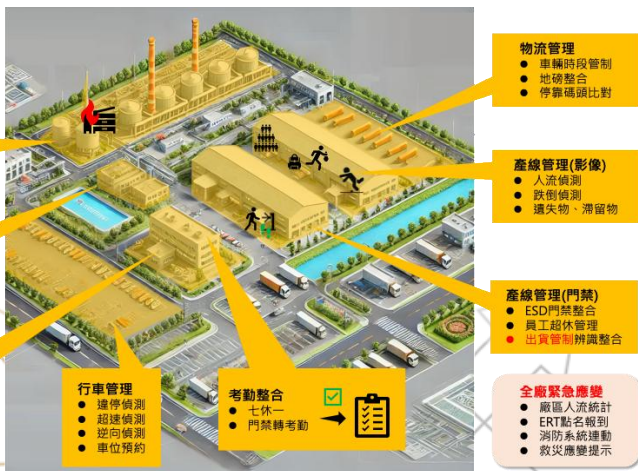 物流管理
車輛時段管制
地磅整合
停靠碼頭比對
產線管理(影像)
人流偵測
跌倒偵測
遺失物、滯留物
產線管理(門禁)
ESD門禁整合
員工超休管理
出貨管制辨識整合
行車管理
違停偵測
超速偵測
逆向偵測
車位預約
考勤整合
七休一
門禁轉考勤
全廠緊急應變
廠區人流統計
ERT點名報到
消防系統連動
救災應變提示